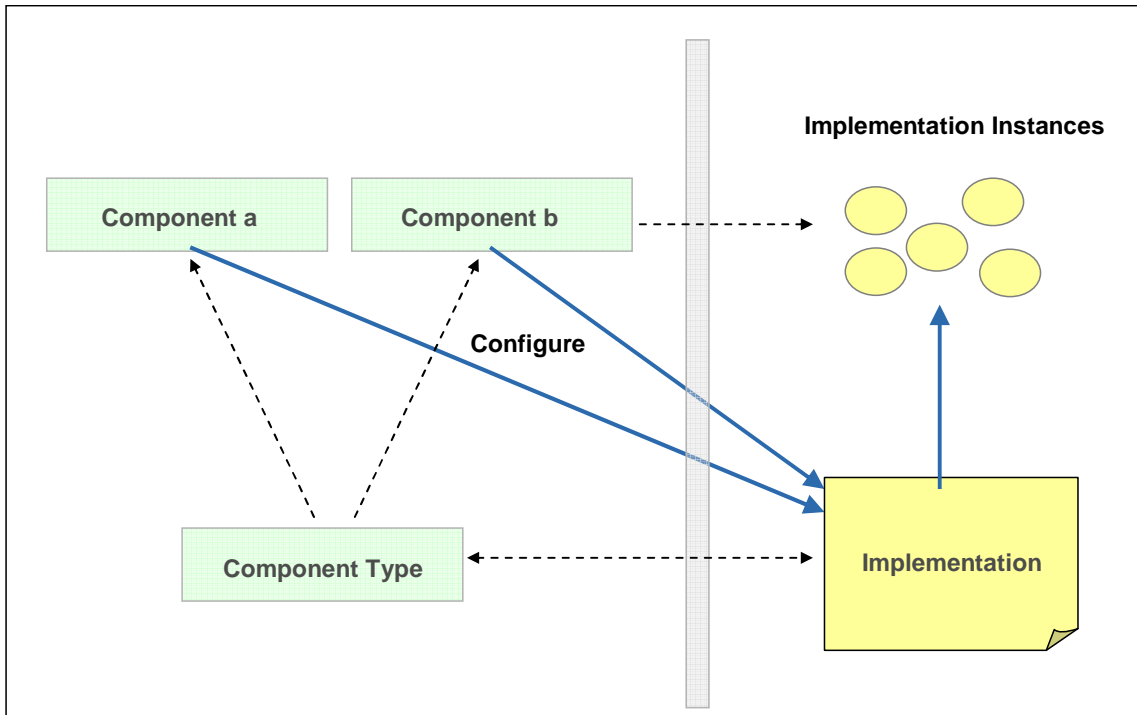 Implementation Instances
Component a
Component b
Configure
Component Type
Implementation